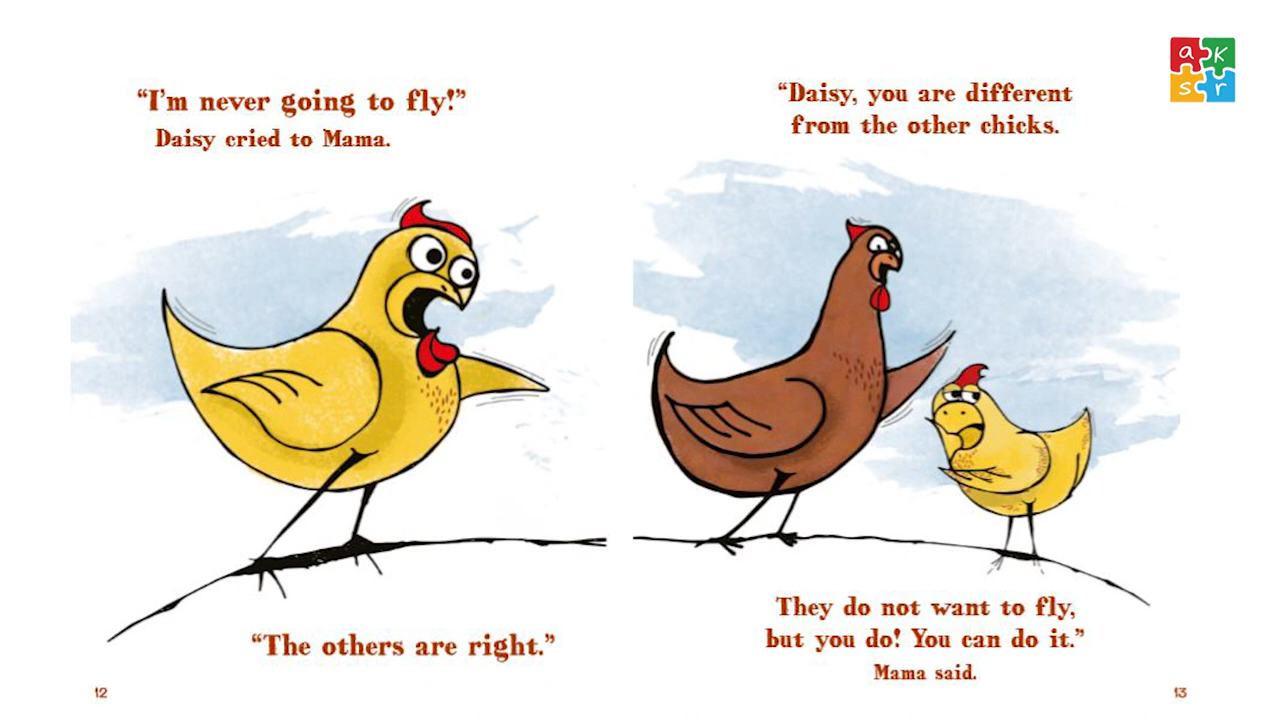 “I’m never going to fly!”
Daisy cried to Mama.
“The others are right.”
12
a k
s r
“Daisy, you are different
from the other chicks.
They do not want to fly,
but you do! You can do it.”
Mama said.
13